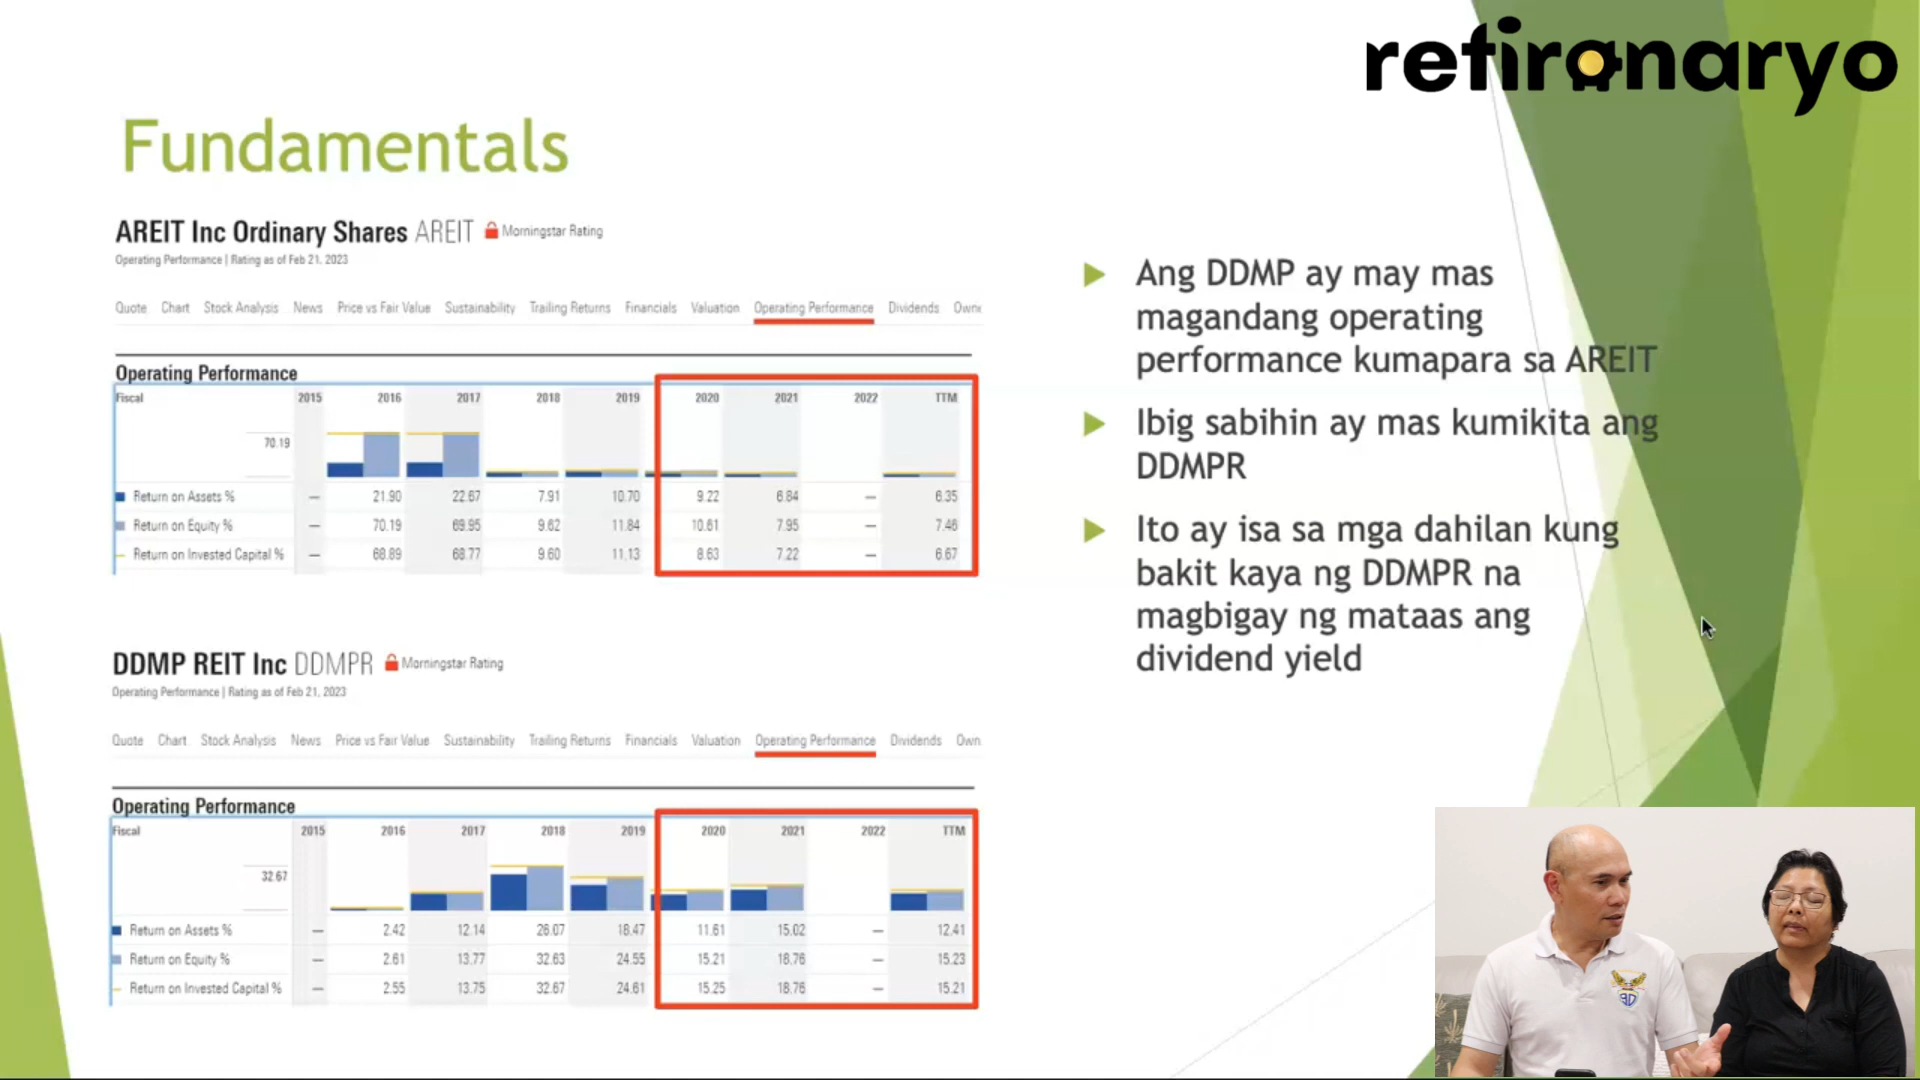 retiranaryo
Fundamentals
AREIT Inc Ordinary Shares AREIT Morningstar Rating
Operating Performance | Rating as of Feb 21, 2023
Quote Chart Stock Analysis News Price vs Fair Value Sustainability Trailing Returns Financials Valuation Operating Performance Dividends Owne
Operating Performance
Fiscal 2015 2016 2017 2018 2019 2020 2021 2022 TTM
70.19
Return on Assets % — 21.90 22.67 7.91 10.70 9.22 6.84 — 6.35
Return on Equity % — 70.19 69.95 9.62 11.84 10.61 7.95 — 7.46
Return on Invested Capital % — 68.89 68.77 9.60 11.13 8.63 7.22 — 6.67
DDMP REIT Inc DDMPR Morningstar Rating
Operating Performance | Rating as of Feb 21, 2023
Quote Chart Stock Analysis News Price vs Fair Value Sustainability Trailing Returns Financials Valuation Operating Performance Dividends Own
Operating Performance
Fiscal 2015 2016 2017 2018 2019 2020 2021 2022 TTM
32.67
Return on Assets % — 2.42 12.14 26.07 18.47 11.61 15.02 — 12.41
Return on Equity % — 2.61 13.77 32.63 24.55 15.21 18.76 — 15.23
Return on Invested Capital % — 2.55 13.75 32.67 24.61 15.25 18.76 — 15.21
Ang DDMP ay may mas
magandang operating
performance kumapara sa AREIT
Ibig sabihin ay mas kumikita ang
DDMPR
Ito ay isa sa mga dahilan kung
bakit kaya ng DDMPR na
magbigay ng mataas ang
dividend yield